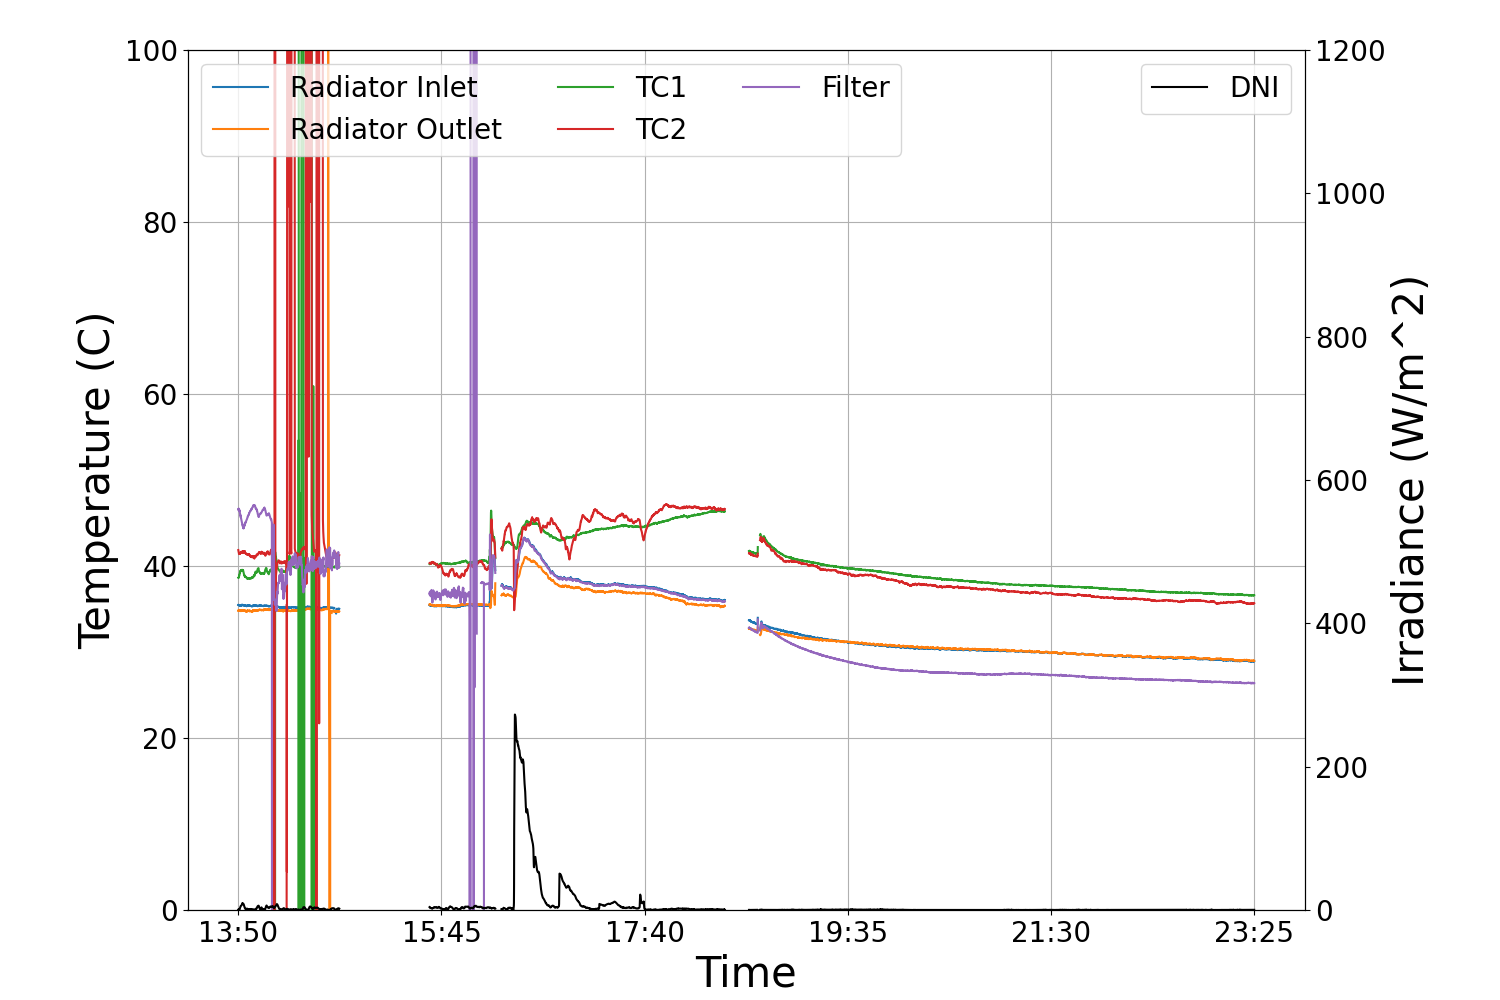 100
80
60
40
20
0
Temperature (C)
Radiator Inlet
Radiator Outlet
TC1
TC2
Filter
DNI
1200
1000
800
600
400
200
0
Irradiance (W/m^2)
13:50
15:45
17:40
19:35
21:30
23:25
Time